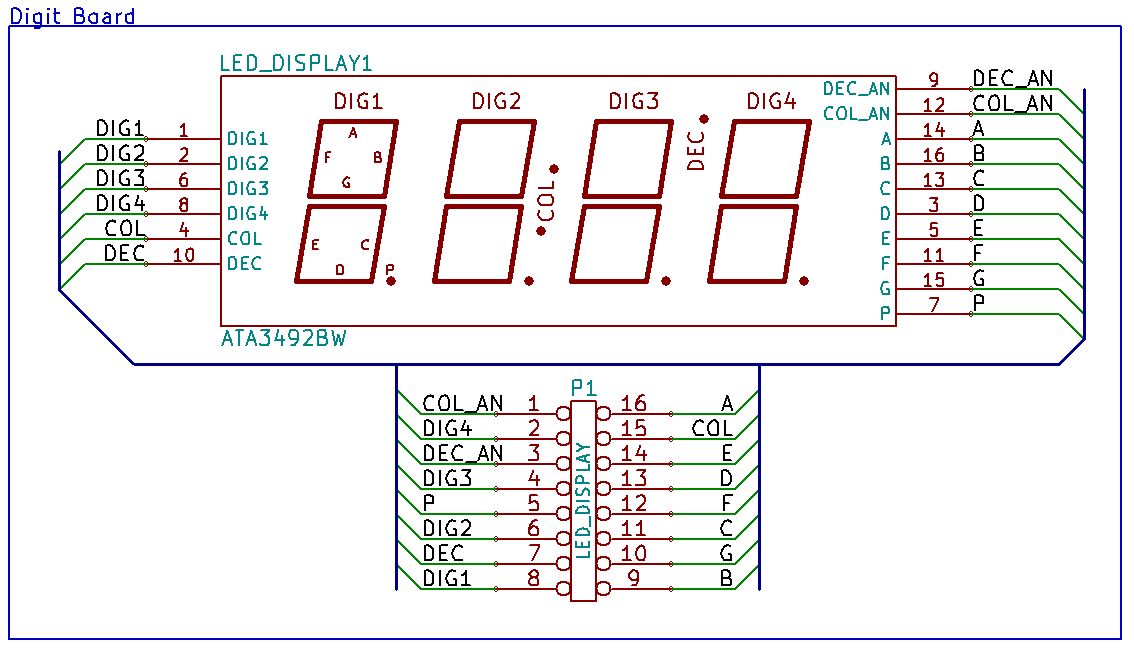 Digit Board
LED_DISPLAY1
DIG1 DIG2 DIG3 DIG4
DIG1 1 DIG1
DIG2 2 DIG2
DIG3 6 DIG3
DIG4 8 DIG4
COL 4 COL
DEC 10 DEC
A
F B
G
E C
D P
COL
DEC
DEC_AN 9 DEC_AN
COL_AN 12 COL_AN
A 14 A
B 16 B
C 13 C
D 3 D
E 5 E
F 11 F
G 15 G
P 7 P
ATA3492BW
P1
COL_AN 1 16 A
DIG4 2 15 COL
DEC_AN 3 14 E
DIG3 4 13 D
P 5 12 F
DIG2 6 11 C
DEC 7 10 G
DIG1 8 9 B
LED_DISPLAY